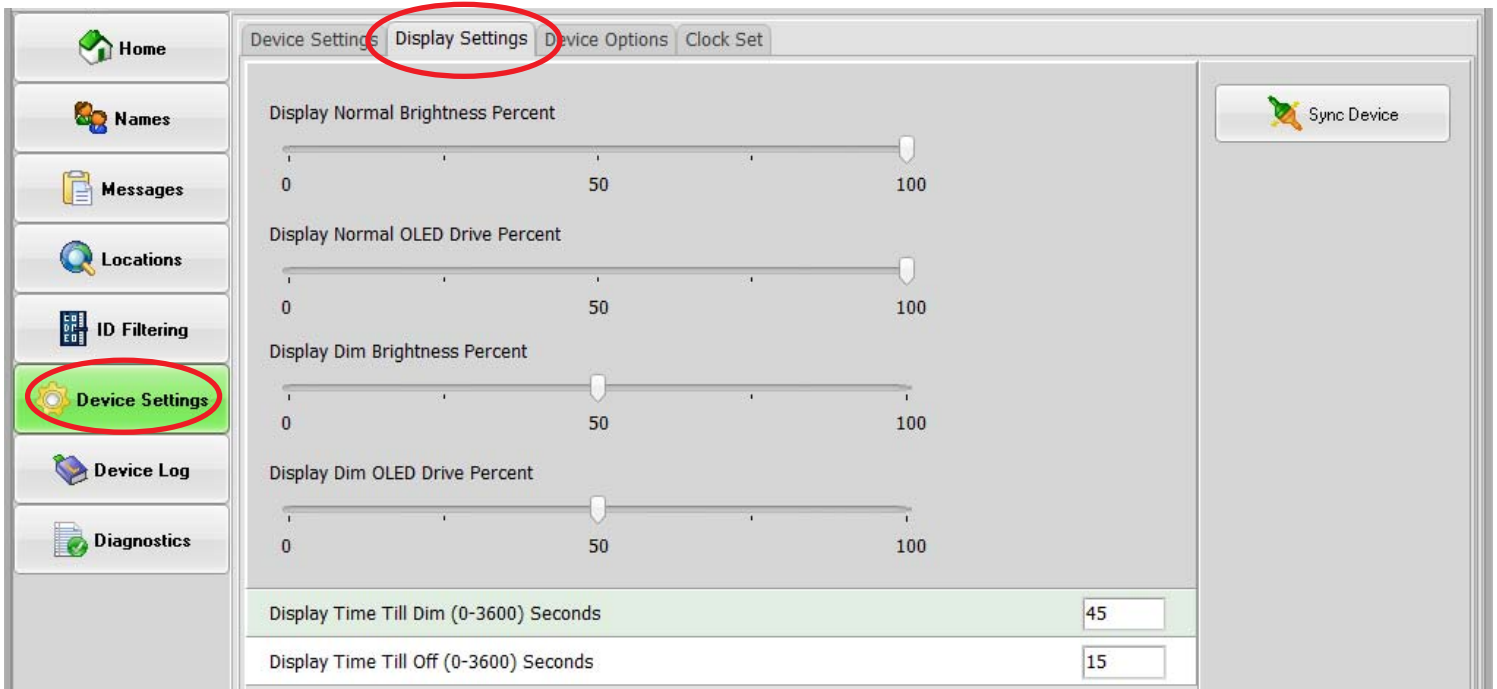 Home
Names
Messages
Locations
ID Filtering
Device Settings
Device Log
Diagnostics
Device Settings Display Settings Device Options Clock Set
Display Normal Brightness Percent
0 50 100
Display Normal OLED Drive Percent
0 50 100
Display Dim Brightness Percent
0 50 100
Display Dim OLED Drive Percent
0 50 100
Display Time Till Dim (0-3600) Seconds 45
Display Time Till Off (0-3600) Seconds 15
Sync Device